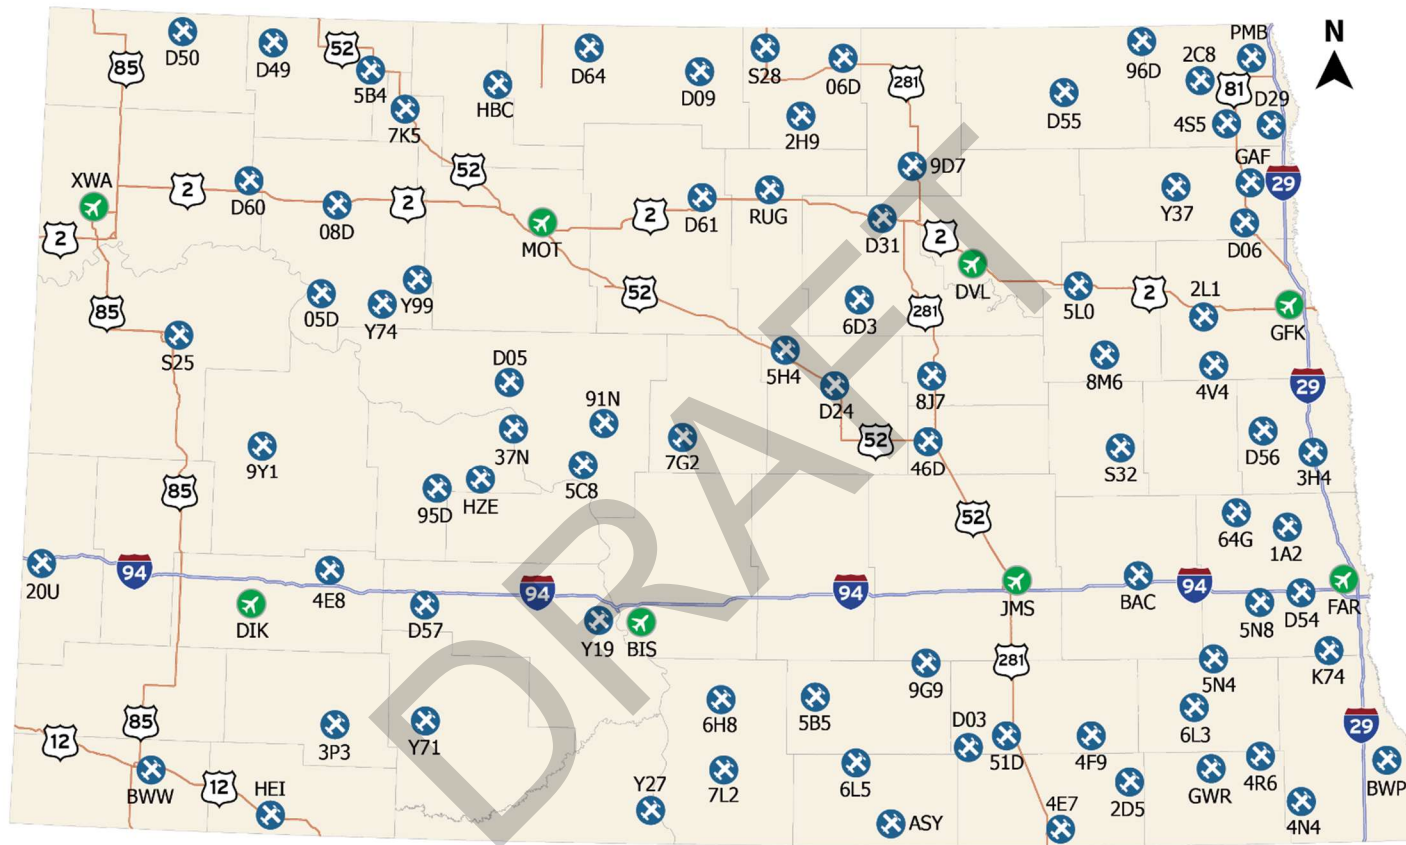 N
PMB
D50
D49
52
5B4
85
HBC
D64
D09
S28
06D
281
96D
2C8
81
D29
D55
7K5
2H9
4S5
52
9D7
GAF
29
XWA
2
D60
08D
2
MOT
2
D61
RUG
D31
2
Y37
D06
2
DVL
85
05D
Y74
Y99
52
6D3
281
5L0
2
2L1
GFK
S25
5H4
8M6
4V4
29
D05
D24
8J7
91N
9Y1
37N
7G2
52
46D
S32
D56
3H4
85
95D
HZE
5C8
52
64G
1A2
20U
94
DIK
4E8
D57
94
Y19
BIS
94
JMS
BAC
94
5N8
D54
FAR
281
9G9
5N4
K74
85
12
3P3
Y71
6H8
5B5
D03
51D
4F9
6L3
29
BWW
12
HEI
Y27
7L2
6L5
ASY
4E7
2D5
GWR
4R6
4N4
BWP
DRAFT